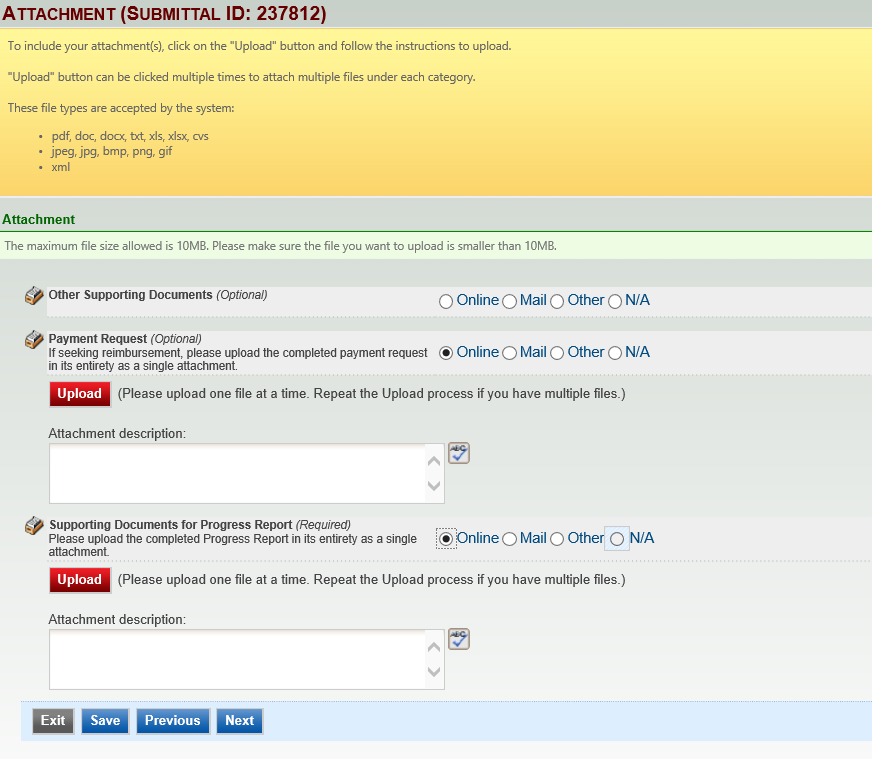 ATTACHMENT (SUBMITTAL ID: 237812)
To include your attachment(s), click on the "Upload" button and follow the instructions to upload.
"Upload" button can be clicked multiple times to attach multiple files under each category.
These file types are accepted by the system:
• pdf, doc, docx, txt, xls, xlsx, cvs
• jpeg, jpg, bmp, png, gif
• xml
Attachment
The maximum file size allowed is 10MB. Please make sure the file you want to upload is smaller than 10MB.
Other Supporting Documents (Optional) Online Mail Other N/A
Payment Request (Optional)
If seeking reimbursement, please upload the completed payment request Online Mail Other N/A
in its entirety as a single attachment.
Upload (Please upload one file at a time. Repeat the Upload process if you have multiple files.)
Attachment description:
ABC
Supporting Documents for Progress Report (Required)
Please upload the completed Progress Report in its entirety as a single Online Mail Other N/A
attachment.
Upload (Please upload one file at a time. Repeat the Upload process if you have multiple files.)
Attachment description:
ABC
Exit Save Previous Next